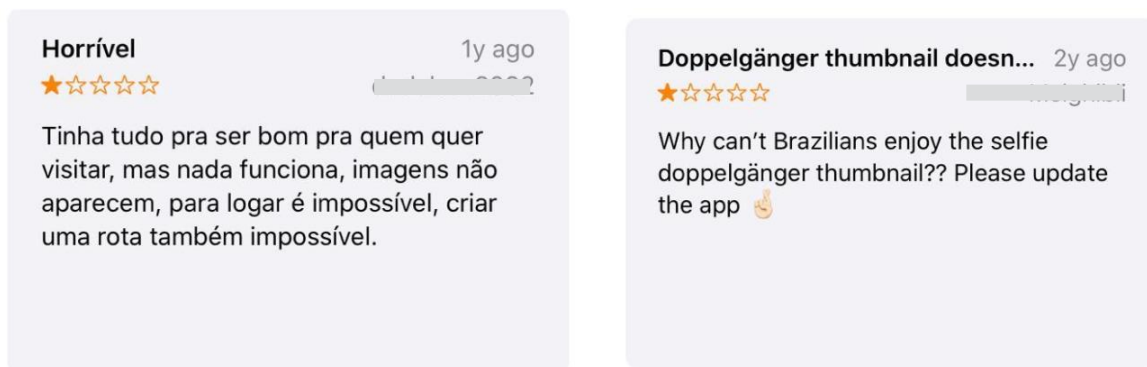 Horrível
1y ago
Tinha tudo pra ser bom pra quem quer
visitar, mas nada funciona, imagens não
aparecem, para logar é impossível, criar
uma rota também impossível.
Doppelgänger thumbnail doesn...
2y ago
Why can't Brazilians enjoy the selfie
doppelgänger thumbnail?? Please update
the app 🤞🏻